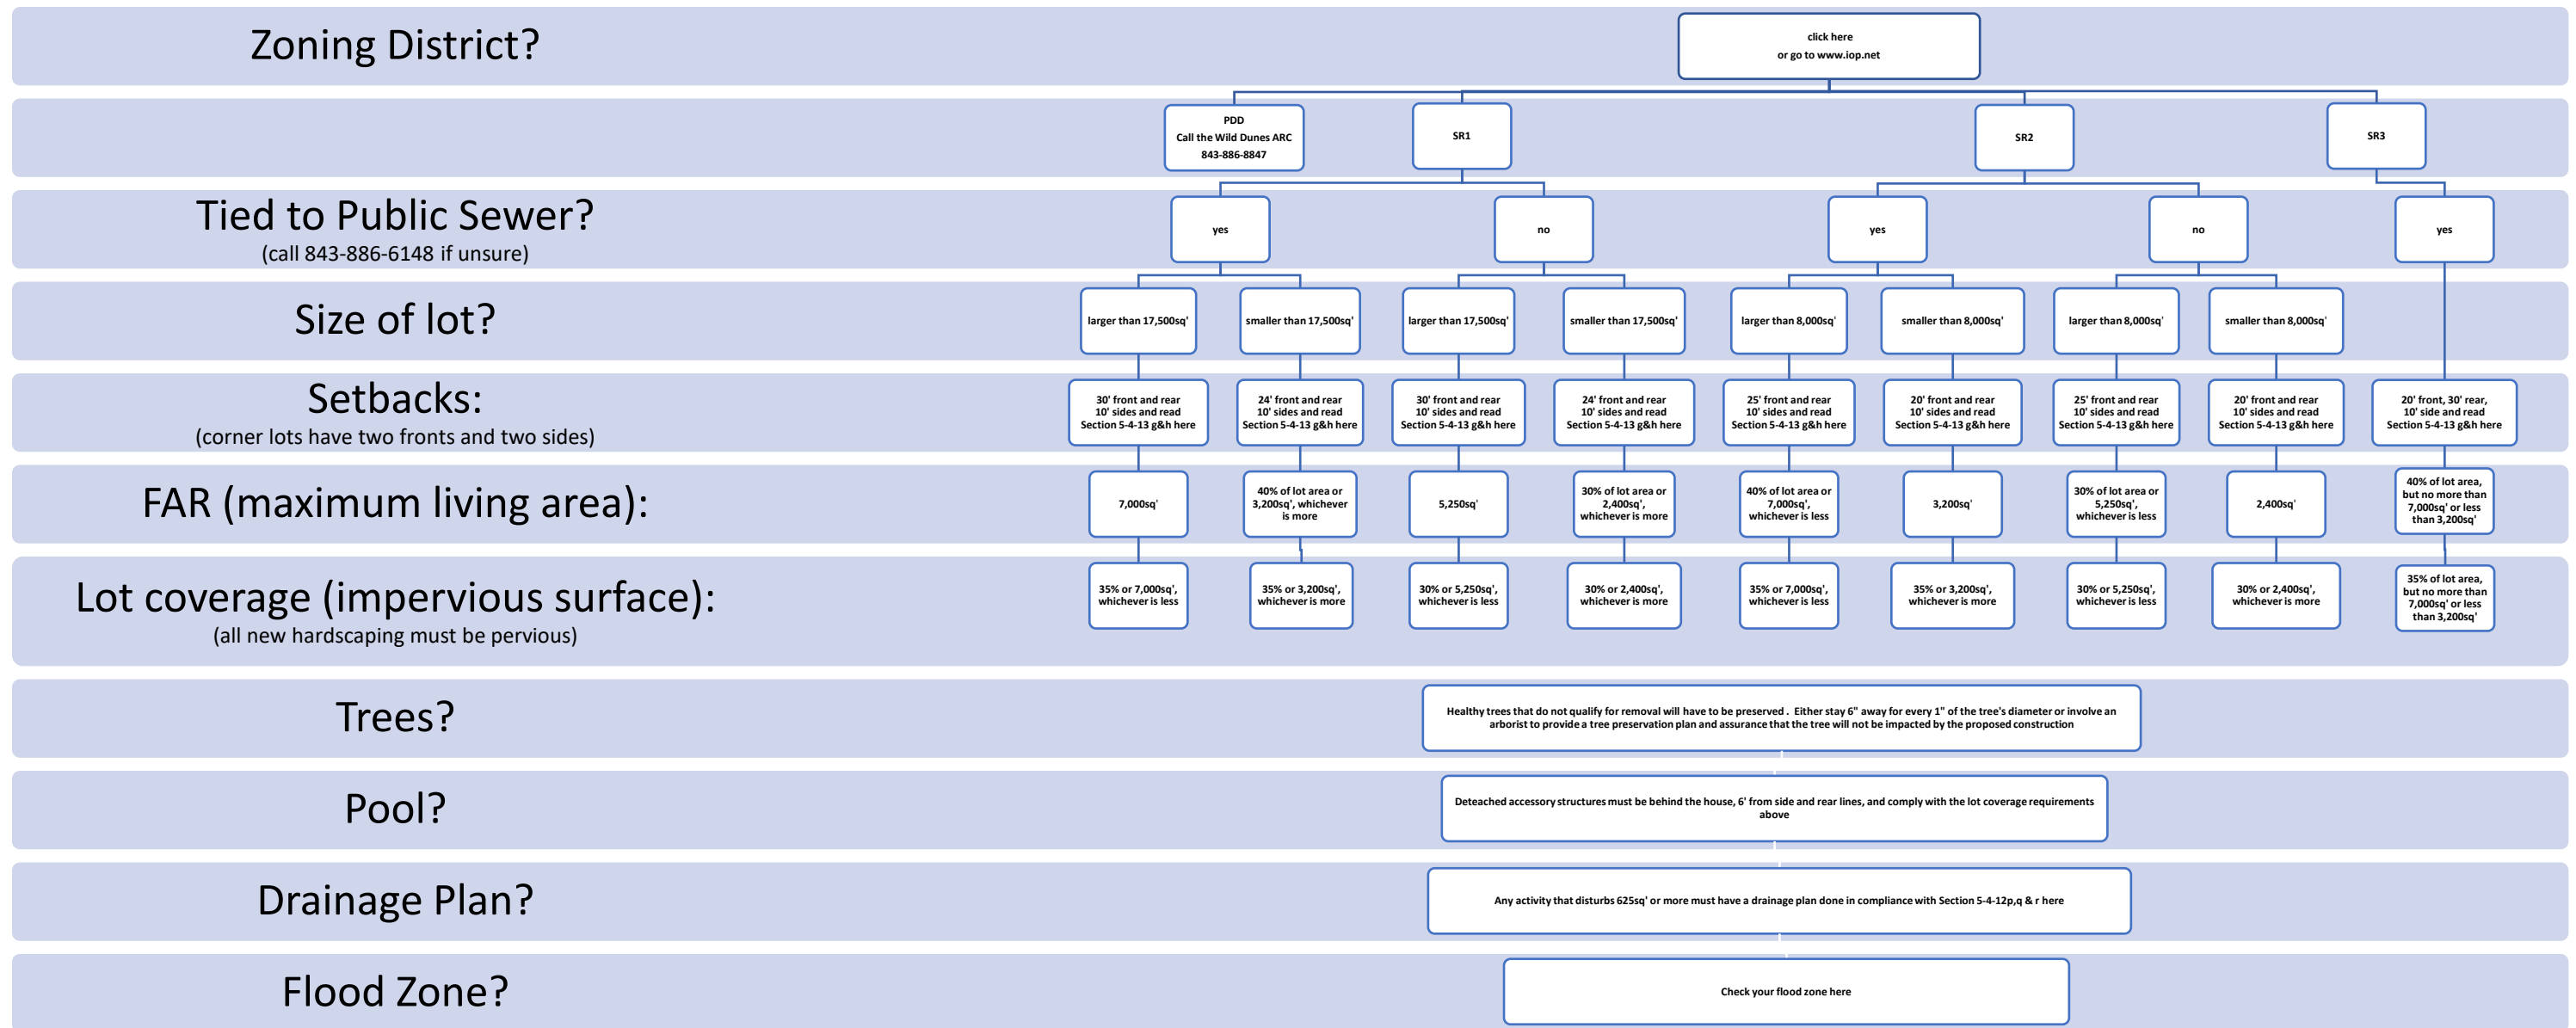 Zoning District?
click here
or go to www.iop.net
PDD
Call the Wild Dunes ARC
843-886-8847
SR1
SR2
SR3
Tied to Public Sewer?
(call 843-886-6148 if unsure)
yes
no
yes
no
yes
Size of lot?
larger than 17,500sq'
smaller than 17,500sq'
larger than 17,500sq'
smaller than 17,500sq'
larger than 8,000sq'
smaller than 8,000sq'
larger than 8,000sq'
smaller than 8,000sq'
Setbacks:
(corner lots have two fronts and two sides)
30' front and rear
10' sides and read
Section 5-4-13 g&h here
24' front and rear
10' sides and read
Section 5-4-13 g&h here
30' front and rear
10' sides and read
Section 5-4-13 g&h here
24' front and rear
10' sides and read
Section 5-4-13 g&h here
25' front and rear
10' sides and read
Section 5-4-13 g&h here
20' front and rear
10' sides and read
Section 5-4-13 g&h here
25' front and rear
10' sides and read
Section 5-4-13 g&h here
20' front and rear
10' sides and read
Section 5-4-13 g&h here
20' front, 30' rear,
10' side and read
Section 5-4-13 g&h here
FAR (maximum living area):
7,000sq'
40% of lot area or
3,200sq', whichever
is more
5,250sq'
30% of lot area or
2,400sq',
whichever is more
40% of lot area or
7,000sq',
whichever is less
3,200sq'
30% of lot area or
5,250sq',
whichever is less
2,400sq'
40% of lot area,
but no more than
7,000sq' or less
than 3,200sq'
Lot coverage (impervious surface):
(all new hardscaping must be pervious)
35% or 7,000sq',
whichever is less
35% or 3,200sq',
whichever is more
30% or 5,250sq',
whichever is less
30% or 2,400sq',
whichever is more
35% or 7,000sq',
whichever is less
35% or 3,200sq',
whichever is more
30% or 5,250sq',
whichever is less
30% or 2,400sq',
whichever is more
35% of lot area,
but no more than
7,000sq' or less
than 3,200sq'
Trees?
Healthy trees that do not qualify for removal will have to be preserved . Either stay 6" away for every 1" of the tree's diameter or involve an
arborist to provide a tree preservation plan and assurance that the tree will not be impacted by the proposed construction
Pool?
Deteached accessory structures must be behind the house, 6' from side and rear lines, and comply with the lot coverage requirements
above
Drainage Plan?
Any activity that disturbs 625sq' or more must have a drainage plan done in compliance with Section 5-4-12p,q & r here
Flood Zone?
Check your flood zone here